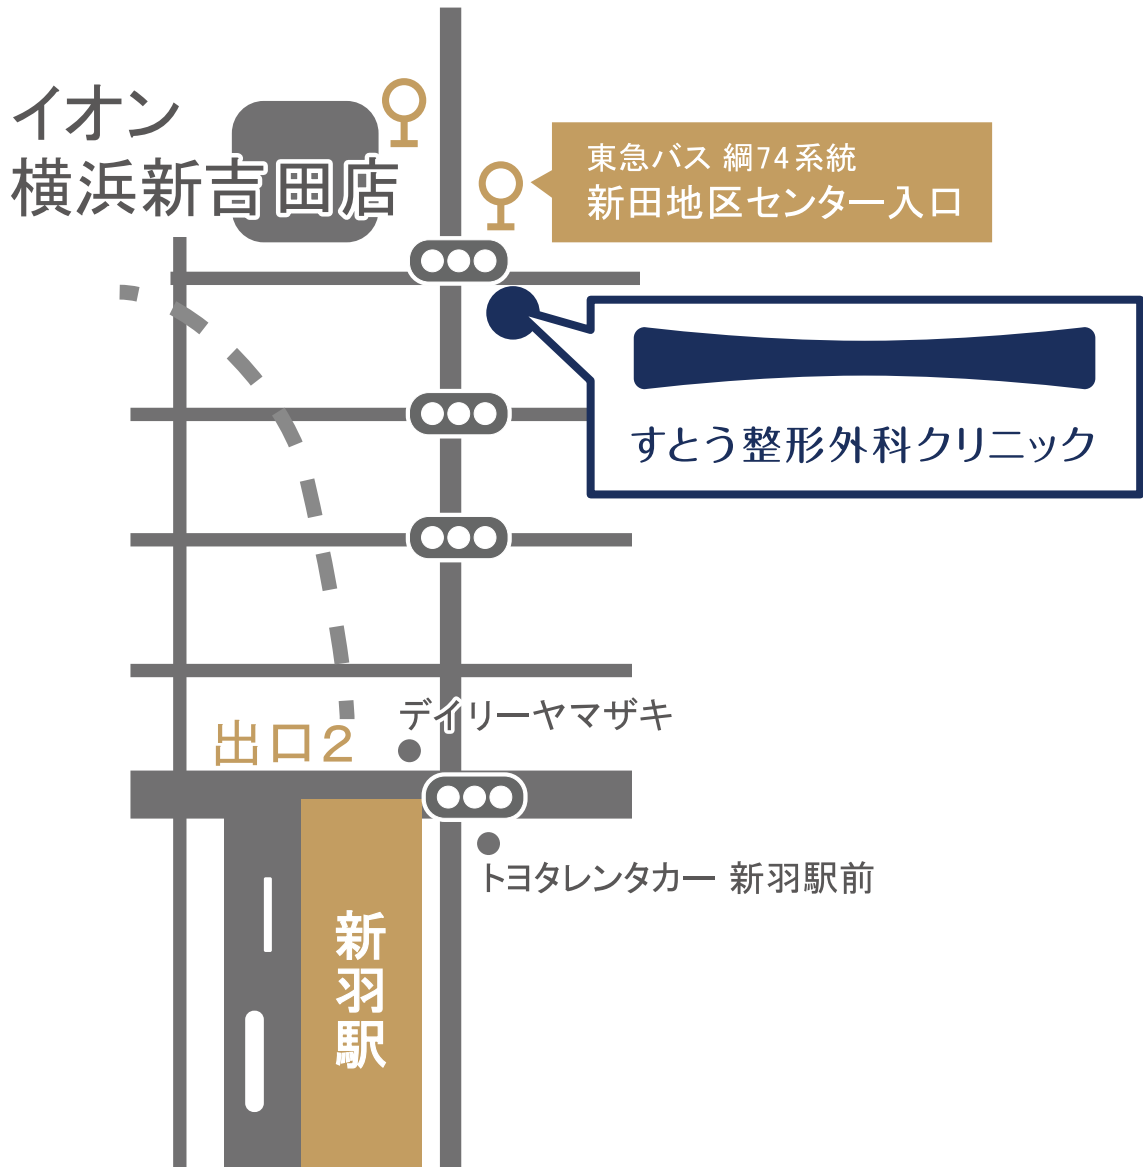 イオン
横浜新吉田店
東急バス 綱74系統
新田地区センター入口
すとう整形外科クリニック
デイリーヤマザキ
出口2
トヨタレンタカー 新羽駅前
新羽駅